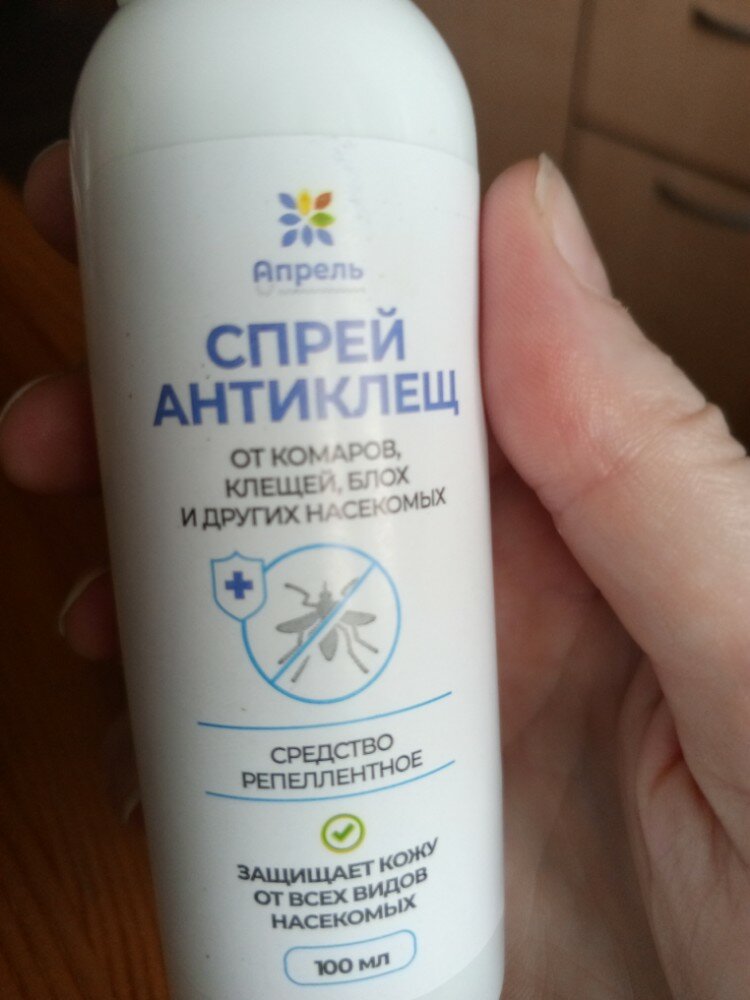 Апрель
СПРЕЙ
АНТИКЛЕЩ
ОТ КОМАРОВ,
КЛЕЩЕЙ, БЛОХ
И ДРУГИХ НАСЕКОМЫХ
СРЕДСТВО
РЕПЕЛЛЕНТНОЕ
ЗАЩИЩАЕТ КОЖУ
ОТ ВСЕХ ВИДОВ
НАСЕКОМЫХ
100 МЛ